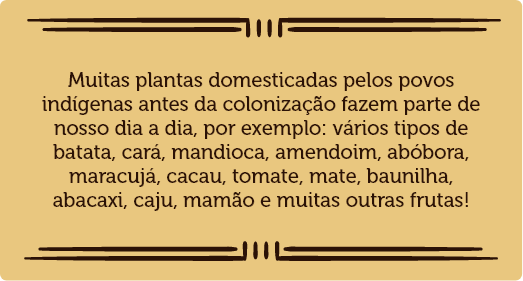 Muitas plantas domesticadas pelos povos
indígenas antes da colonização fazem parte de
nosso dia a dia, por exemplo: vários tipos de
batata, cará, mandioca, amendoim, abóbora,
maracujá, cacau, tomate, mate, baunilha,
abacaxi, caju, mamão e muitas outras frutas!